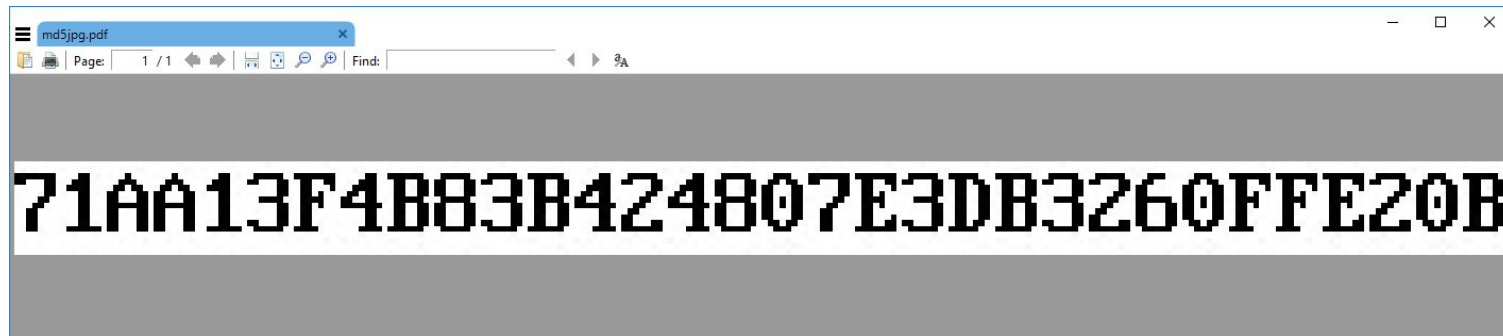 md5jpg.pdf
Page: 1 / 1 Find:
71AA13F4B83B424807E3DB3260FFE20B